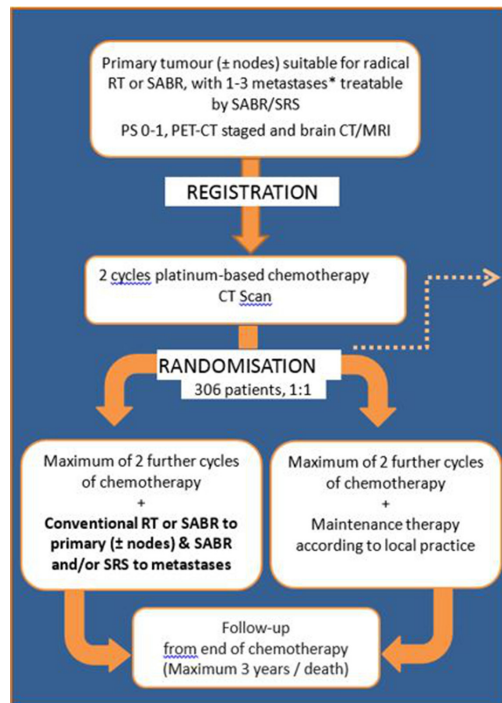 Primary tumour (± nodes) suitable for radical
RT or SABR, with 1-3 metastases* treatable
by SABR/SRS
PS 0-1, PET-CT staged and brain CT/MRI
REGISTRATION
2 cycles platinum-based chemotherapy
CT Scan
RANDOMISATION
306 patients, 1:1
Maximum of 2 further cycles
of chemotherapy
+
Conventional RT or SABR to
primary (± nodes) & SABR
and/or SRS to metastases
Maximum of 2 further cycles
of chemotherapy
+
Maintenance therapy
according to local practice
Follow-up
from end of chemotherapy
(Maximum 3 years / death)